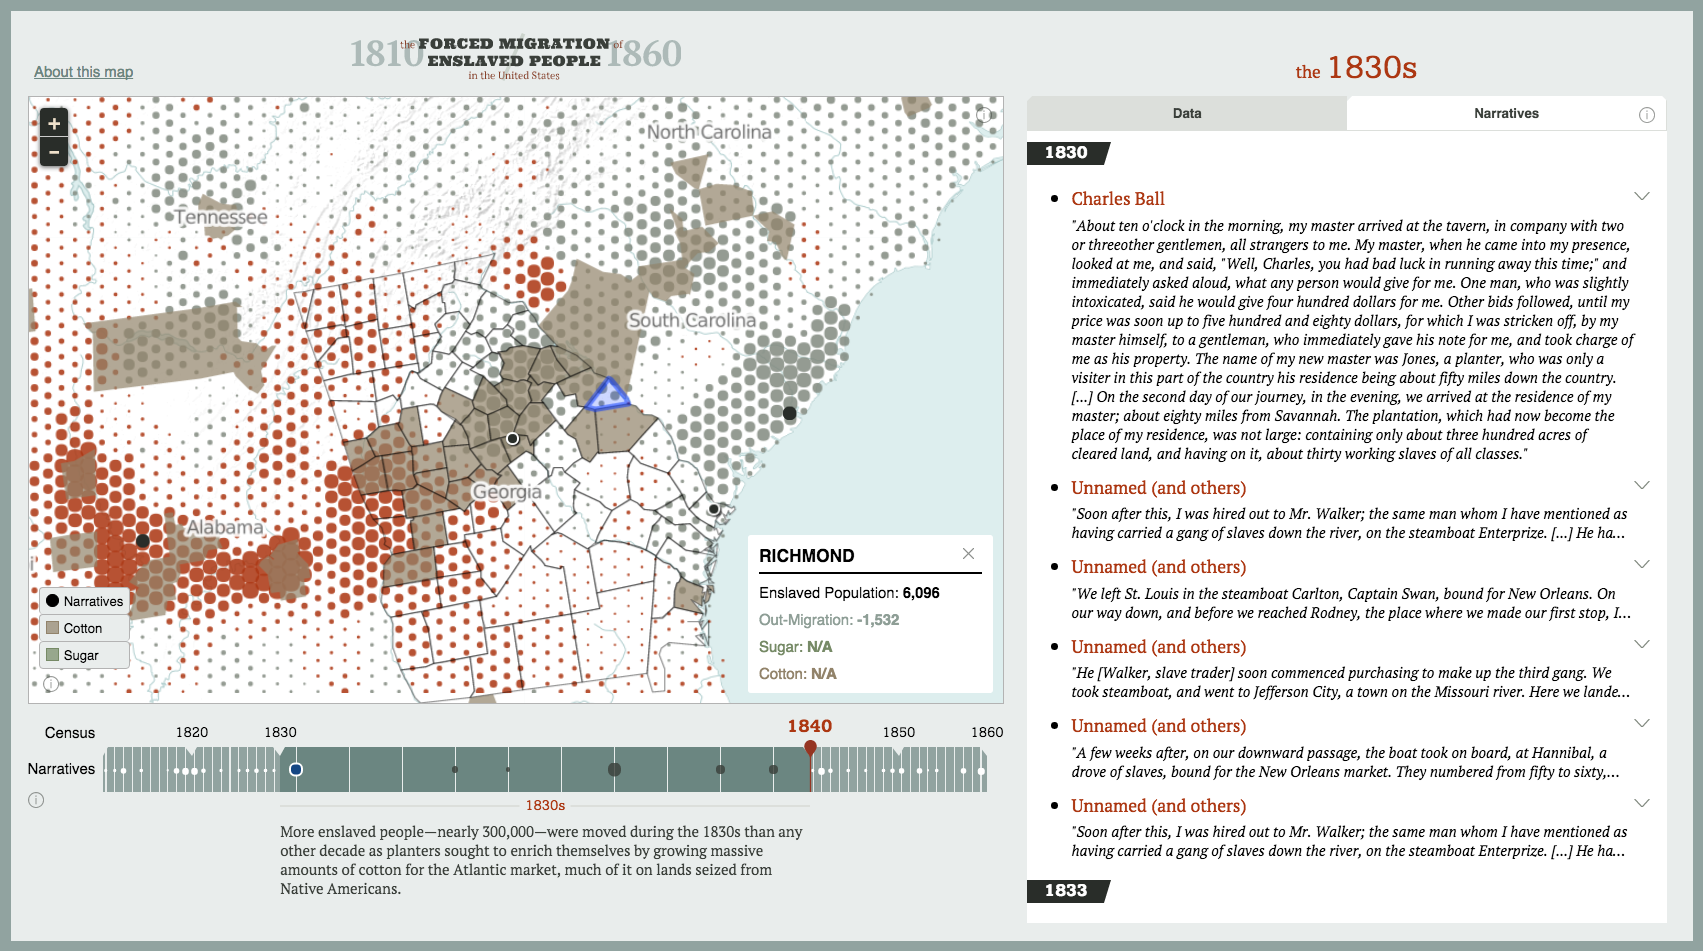 About this map
1810 the FORCED MIGRATION of 1860
ENSLAVED PEOPLE
in the United States
the 1830s
+
−
North Carolina
Tennessee
South Carolina
Georgia
Alabama
Narratives
Cotton
Sugar
RICHMOND
Enslaved Population: 6,096
Out-Migration: -1,532
Sugar: N/A
Cotton: N/A
Census 1820 1830 1840 1850 1860
Narratives
1830s
More enslaved people—nearly 300,000—were moved during the 1830s than any
other decade as planters sought to enrich themselves by growing massive
amounts of cotton for the Atlantic market, much of it on lands seized from
Native Americans.
Data Narratives
1830
Charles Ball
"About ten o'clock in the morning, my master arrived at the tavern, in company with two
or threeother gentlemen, all strangers to me. My master, when he came into my presence,
looked at me, and said, "Well, Charles, you had bad luck in running away this time;" and
immediately asked aloud, what any person would give for me. One man, who was slightly
intoxicated, said he would give four hundred dollars for me. Other bids followed, until my
price was soon up to five hundred and eighty dollars, for which I was stricken off, by my
master himself, to a gentleman, who immediately gave his note for me, and took charge of
me as his property. The name of my new master was Jones, a planter, who was only a
visiter in this part of the country his residence being about fifty miles down the country.
[...] On the second day of our journey, in the evening, we arrived at the residence of my
master; about eighty miles from Savannah. The plantation, which had now become the
place of my residence, was not large: containing only about three hundred acres of
cleared land, and having on it, about thirty working slaves of all classes."
Unnamed (and others)
"Soon after this, I was hired out to Mr. Walker; the same man whom I have mentioned as
having carried a gang of slaves down the river, on the steamboat Enterprize. [...] He ha...
Unnamed (and others)
"We left St. Louis in the steamboat Carlton, Captain Swan, bound for New Orleans. On
our way down, and before we reached Rodney, the place where we made our first stop, I...
Unnamed (and others)
"He [Walker, slave trader] soon commenced purchasing to make up the third gang. We
took steamboat, and went to Jefferson City, a town on the Missouri river. Here we lande...
Unnamed (and others)
"A few weeks after, on our downward passage, the boat took on board, at Hannibal, a
drove of slaves, bound for the New Orleans market. They numbered from fifty to sixty,...
Unnamed (and others)
"Soon after this, I was hired out to Mr. Walker; the same man whom I have mentioned as
having carried a gang of slaves down the river, on the steamboat Enterprize. [...] He ha...
1833